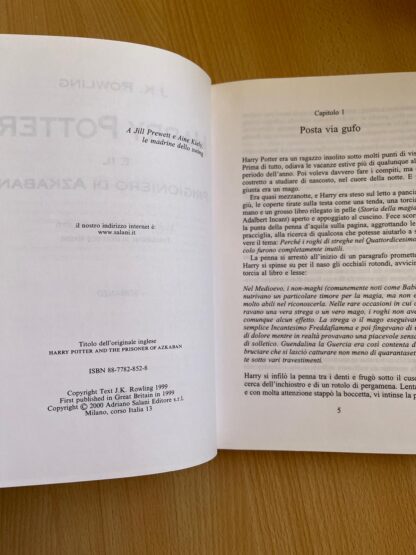 J.K. ROWLING
HARRY POTTER
E IL
PRIGIONIERO DI AZKABAN
A Jill Prewett e Aine Kiely,
le madrine dello swing
il nostro indirizzo internet è:
www.salani.it
Titolo dell'originale inglese
HARRY POTTER AND THE PRISONER OF AZKABAN
ISBN 88-7782-852-8
Copyright Text J.K. Rowling 1999
First published in Great Britain in 1999
Copyright © 2000 Adriano Salani Editore s.r.l.
Milano, corso Italia 13
Capitolo 1
Posta via gufo
Harry Potter era un ragazzo insolito sotto molti punti di vis
Prima di tutto, odiava le vacanze estive più di qualunque al
periodo dell'anno. Poi voleva davvero fare i compiti, ma
costretto a studiare di nascosto, nel cuore della notte. E
giusta era un mago.
Era quasi mezzanotte, e Harry era steso sul letto a panci
giù, le coperte tirate sulla testa come una tenda, una torci
mano e un grosso libro rilegato in pelle (Storia della magia
Adalbert Incant) aperto e appoggiato al cuscino. Fece scor
la punta della penna d'aquila sulla pagina, aggrottando le
pracciglia, alla ricerca di qualcosa che potesse aiutarlo a
vere il tema: Perché i roghi di streghe nel Quattordicesimo
colo furono completamente inutili.
La penna si arrestò all'inizio di un paragrafo promett
Harry si spinse su per il naso gli occhiali rotondi, avvicin
torcia al libro e lesse:
Nel Medioevo, i non-maghi (comunemente noti come Bab
nutrivano un particolare timore per la magia, ma non e
molto abili nel riconoscerla. Nelle rare occasioni in cui c
ravano una vera strega o un vero mago, il rogo non ave
comunque alcun effetto. La strega o il mago eseguivan
semplice Incantesimo Freddafiamma e poi fingevano di
di dolore mentre in realtà provavano una piacevole sensa
di solletico. Guendalina la Guercia era così contenta d
bruciare che si lasciò catturare non meno di quarantase
te sotto vari travestimenti.
Harry si infilò la penna tra i denti e frugò sotto il cusc
cerca dell'inchiostro e di un rotolo di pergamena. Lent
e con molta attenzione stappò la boccetta, vi intinse la p
5